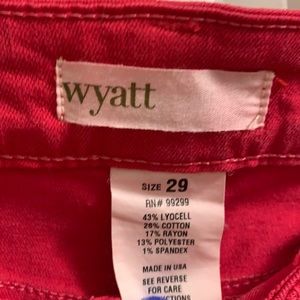 wyatt
SIZE 29
RN# 99299
43% LYOCELL
26% COTTON
17% RAYON
13% POLYESTER
1% SPANDEX
MADE IN USA
SEE REVERSE
FOR CARE